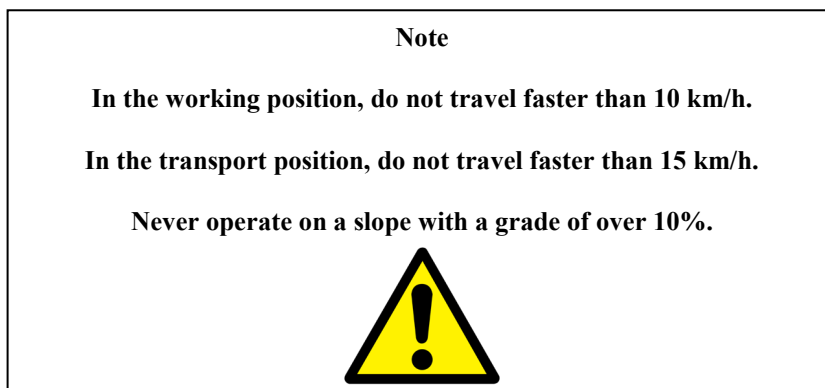 Note
In the working position, do not travel faster than 10 km/h.
In the transport position, do not travel faster than 15 km/h.
Never operate on a slope with a grade of over 10%.